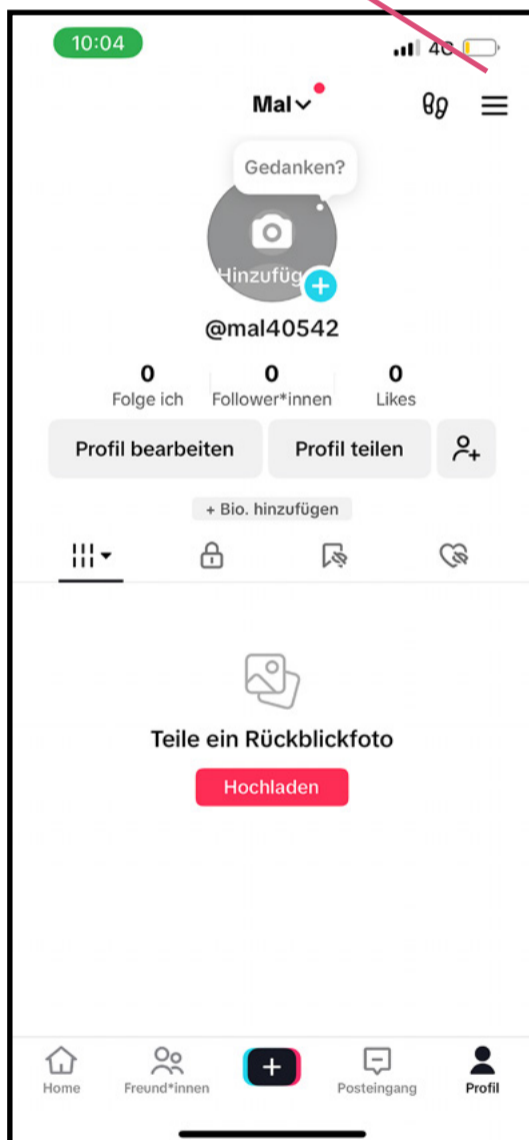 10:04
4G
Mal
Gedanken?
Hinzufüg
@mal40542
0 0 0
Folge ich Follower*innen Likes
Profil bearbeiten Profil teilen
+ Bio. hinzufügen
Teile ein Rückblickfoto
Hochladen
Home Freund*innen Posteingang Profil